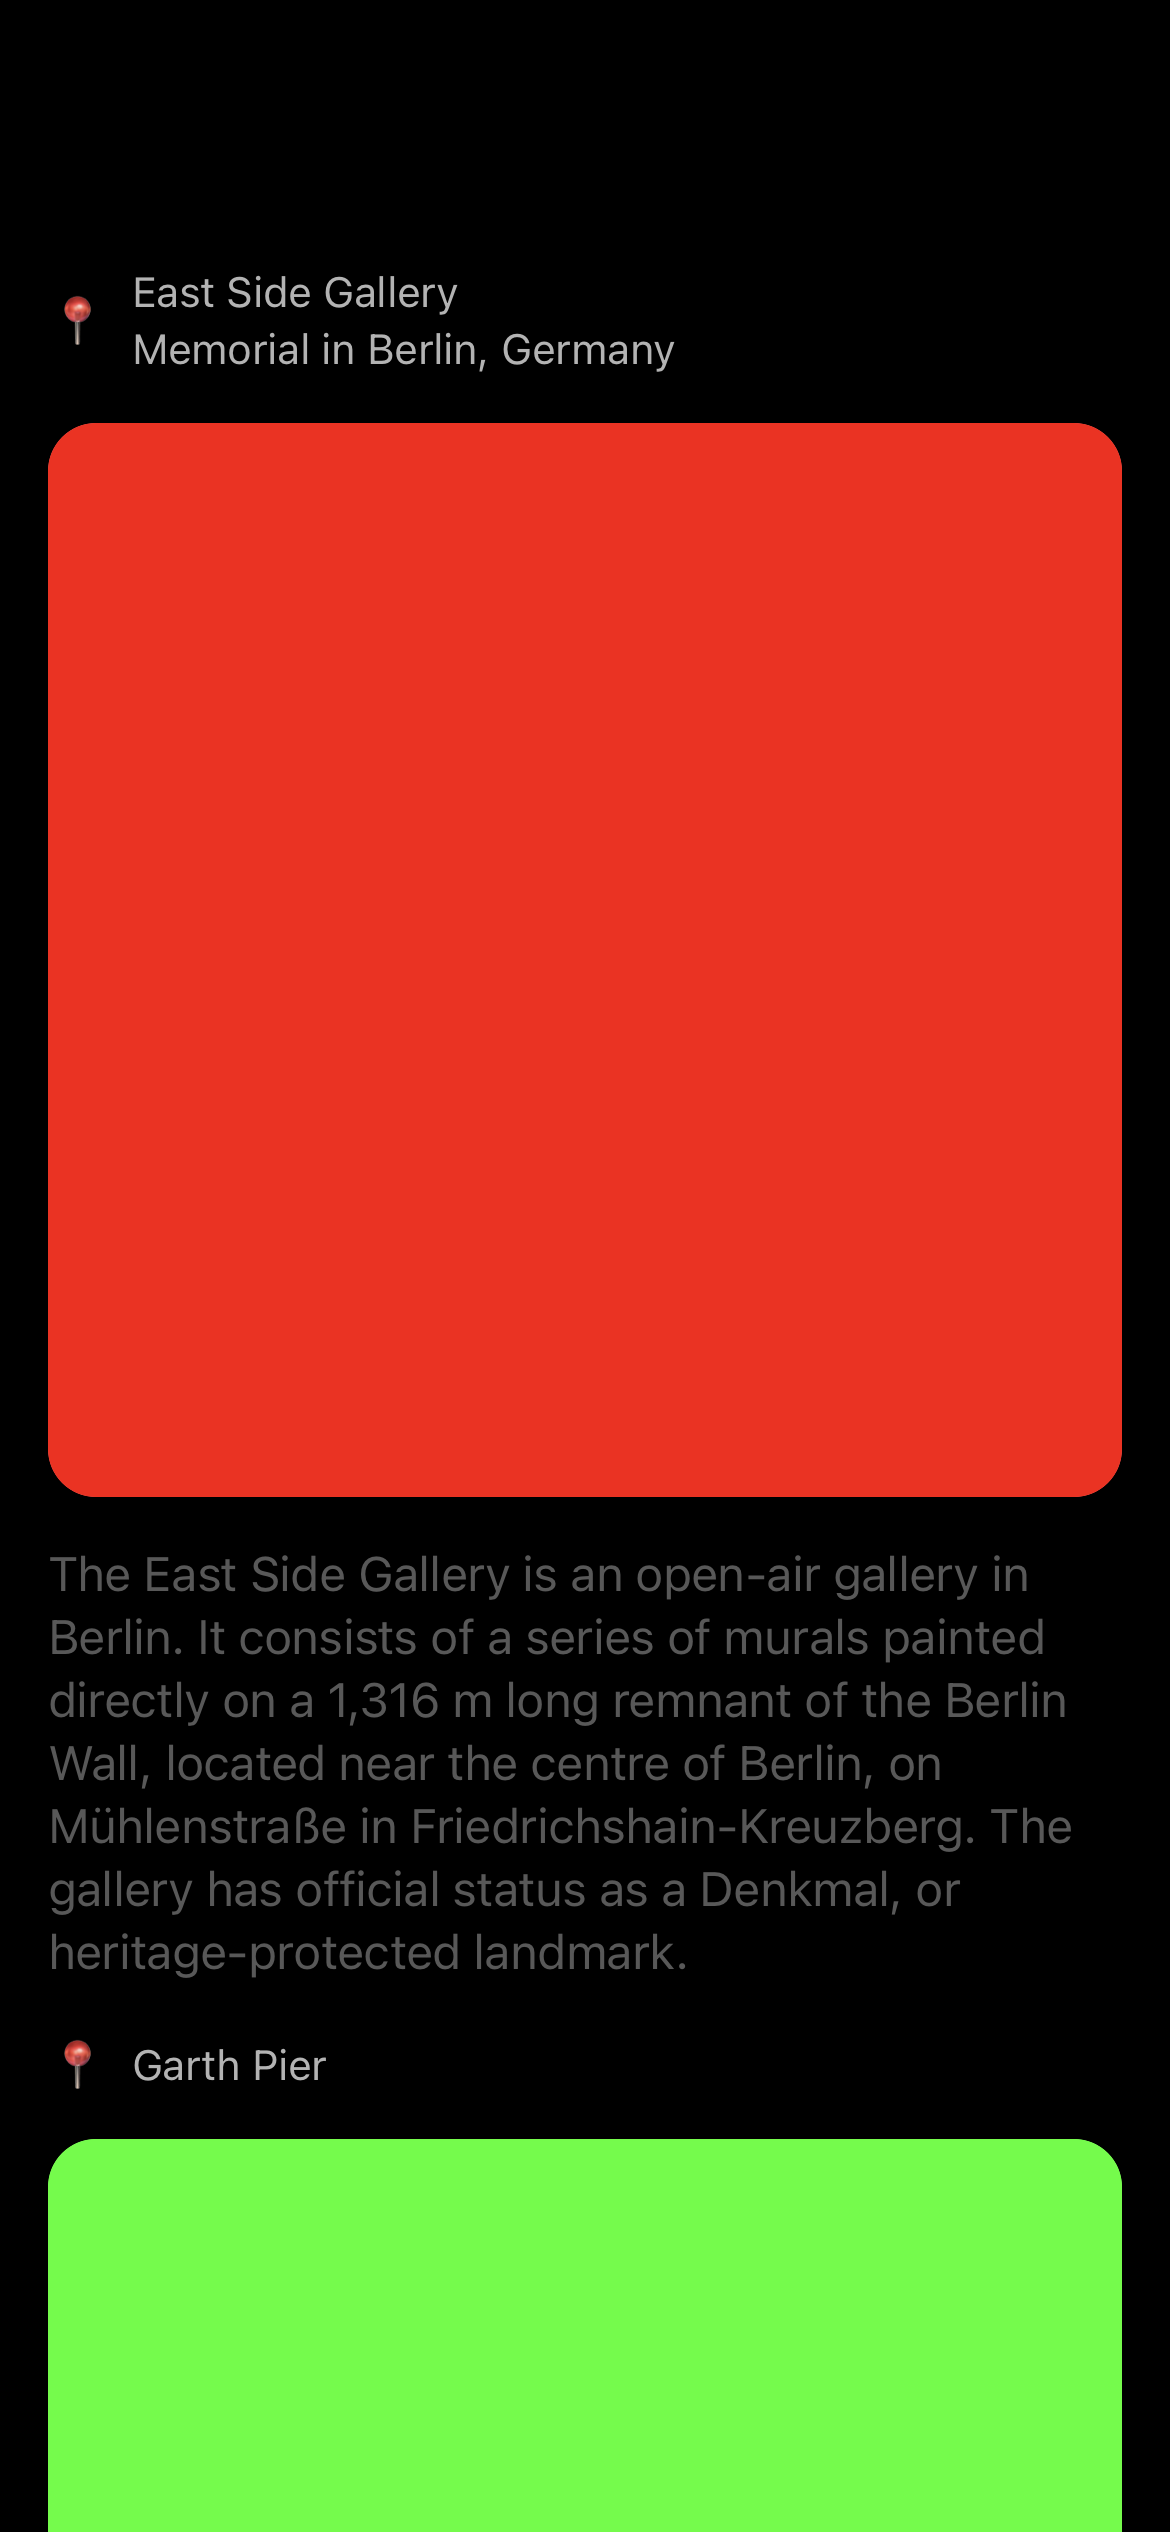 East Side Gallery
Memorial in Berlin, Germany
The East Side Gallery is an open-air gallery in
Berlin. It consists of a series of murals painted
directly on a 1,316 m long remnant of the Berlin
Wall, located near the centre of Berlin, on
Mühlenstraße in Friedrichshain-Kreuzberg. The
gallery has official status as a Denkmal, or
heritage-protected landmark.
Garth Pier